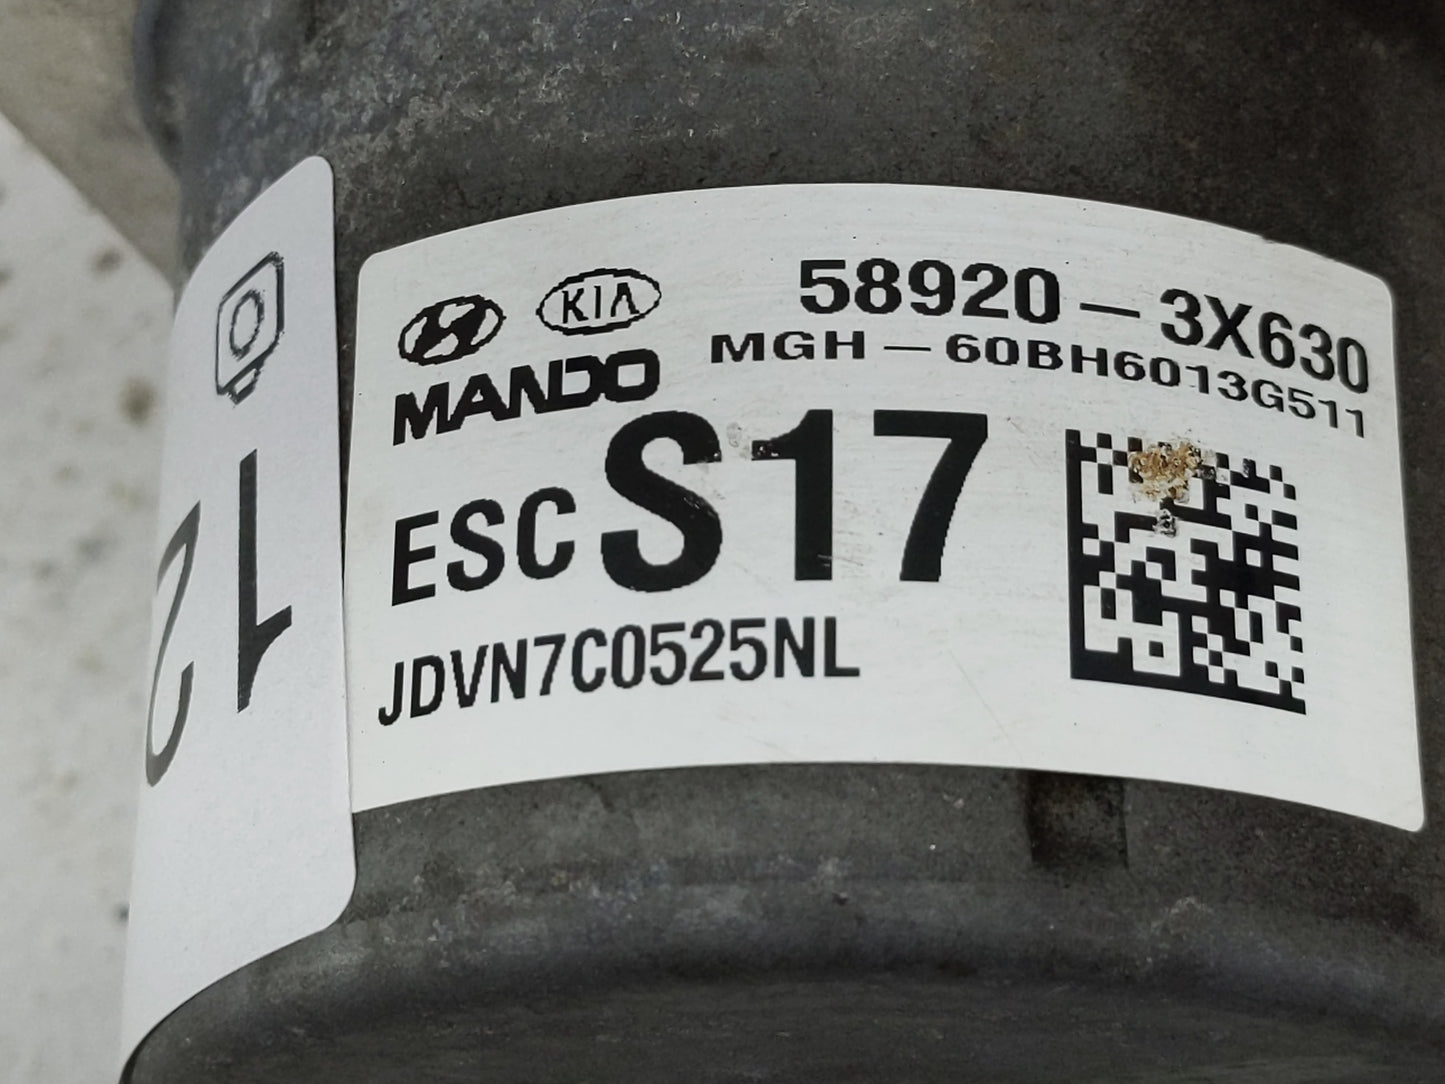 KIA
58920-3X630
MANDO
MGH-60BH6013G511
ESC S17
JDVN7C0525NL
12